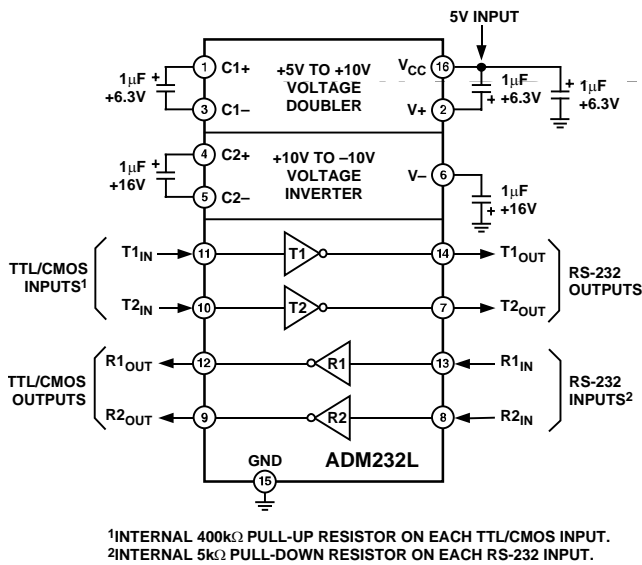 5V INPUT
1 C1+ +5V TO +10V VOLTAGE DOUBLER VCC 16
1μF +6.3V +
3 C1– V+ 2
+ 1μF +6.3V
+ 1μF +6.3V
4 C2+ +10V TO –10V VOLTAGE INVERTER V– 6
1μF +16V +
5 C2–
1μF + +16V
TTL/CMOS INPUTS1
T1IN 11 T1 14 T1OUT
T2IN 10 T2 7 T2OUT
RS-232 OUTPUTS
TTL/CMOS OUTPUTS
R1OUT 12 R1 13 R1IN
R2OUT 9 R2 8 R2IN
RS-232 INPUTS2
GND ADM232L
15
1INTERNAL 400kΩ PULL-UP RESISTOR ON EACH TTL/CMOS INPUT.
2INTERNAL 5kΩ PULL-DOWN RESISTOR ON EACH RS-232 INPUT.